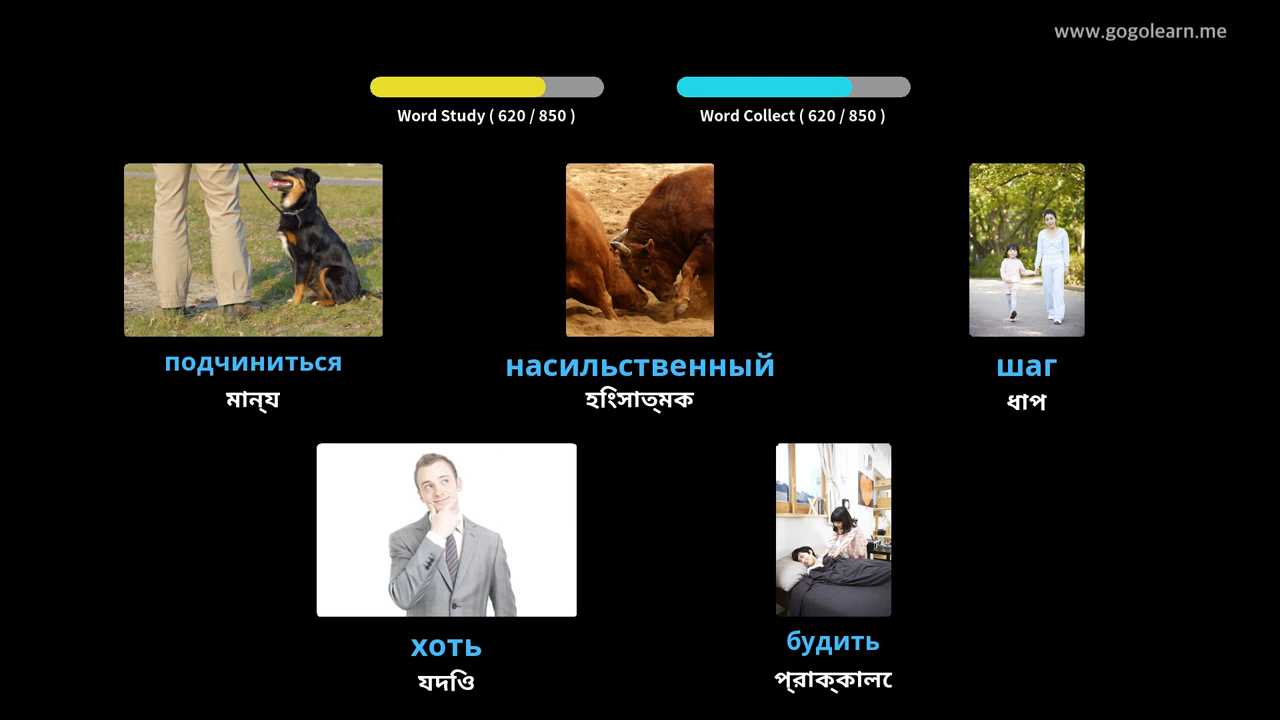 www.gogolearn.me
Word Study ( 620 / 850 ) Word Collect ( 620 / 850 )
подчиниться насильственный шаг
মান্য হিংসাত্মক ধাপ
хоть будить
যদিও প্রাক্কালে